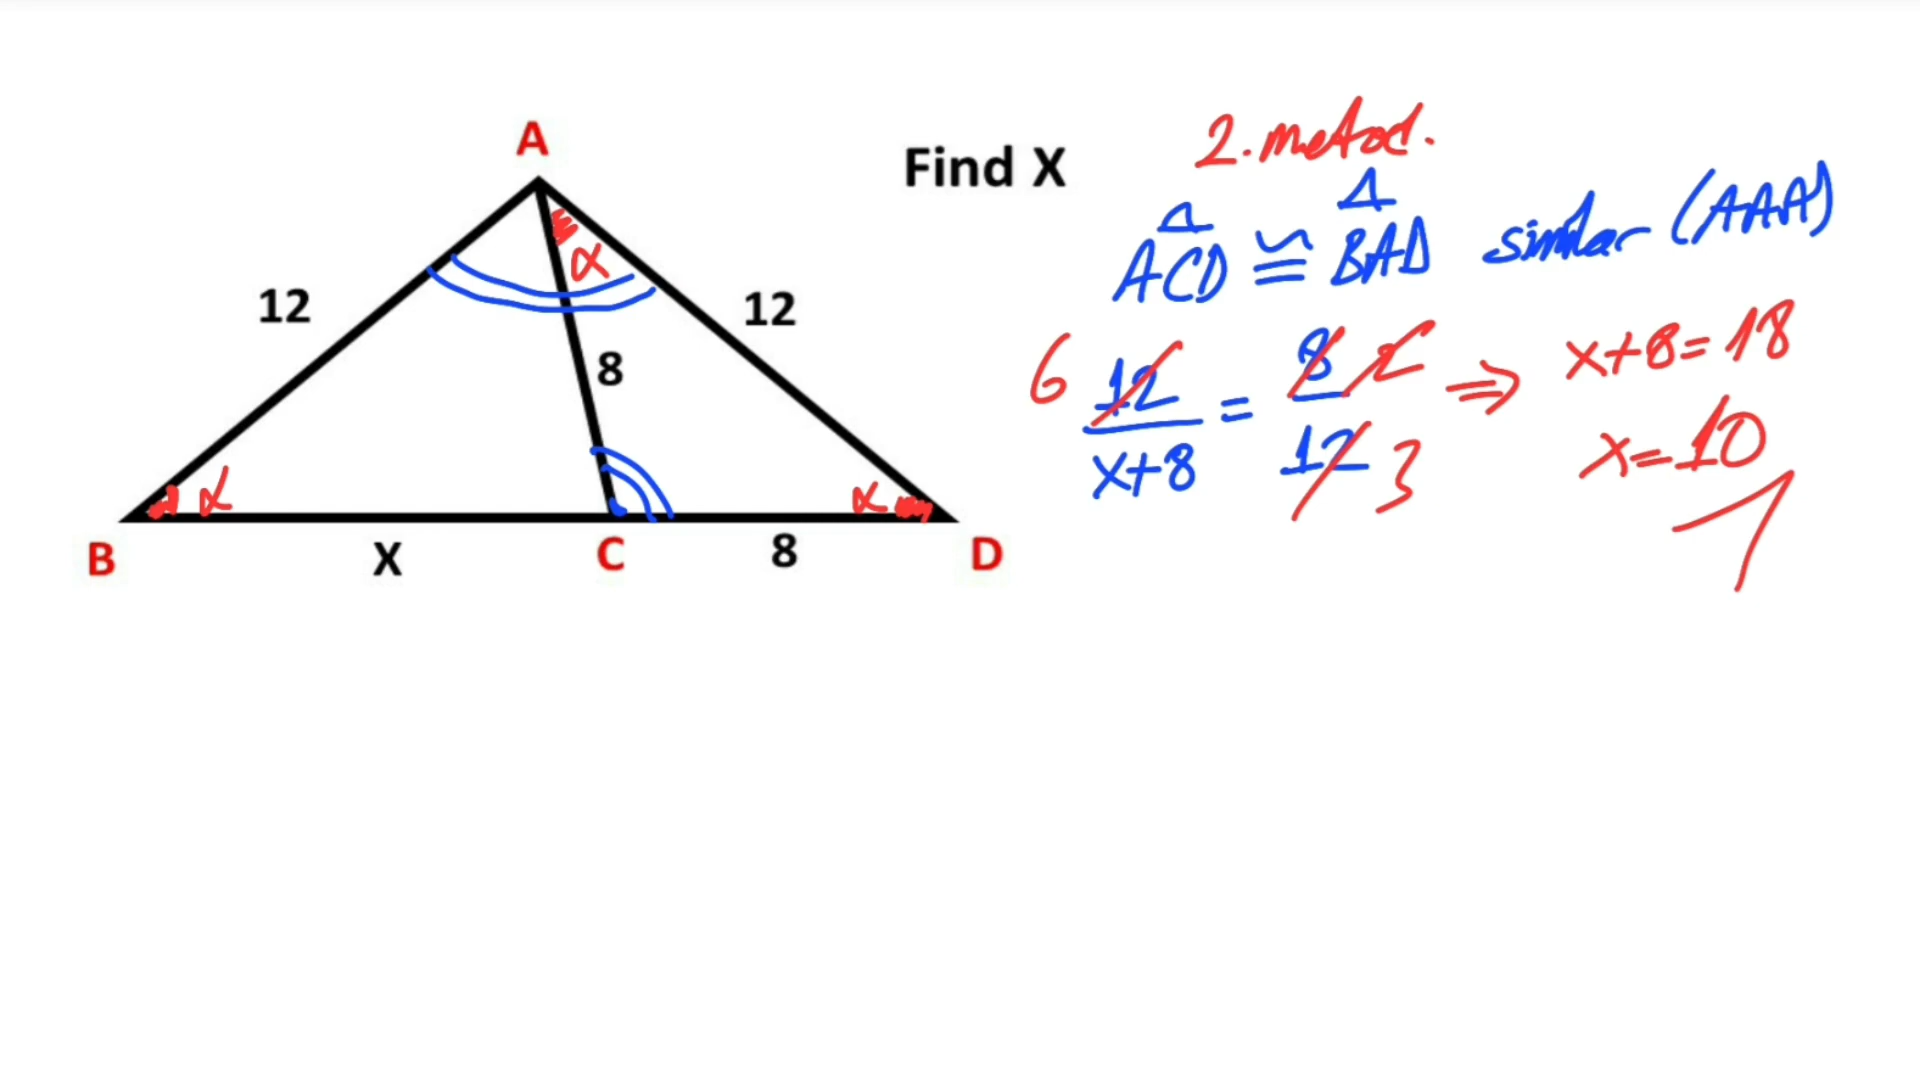 A
Find X
12
12
8
α
α
α
B
X
C
8
D
2. metod.
ACD ≅ BAD similar (AAA)
6 12/x+8 = 8/12 2 3 ⇒ x+8=18
x=10